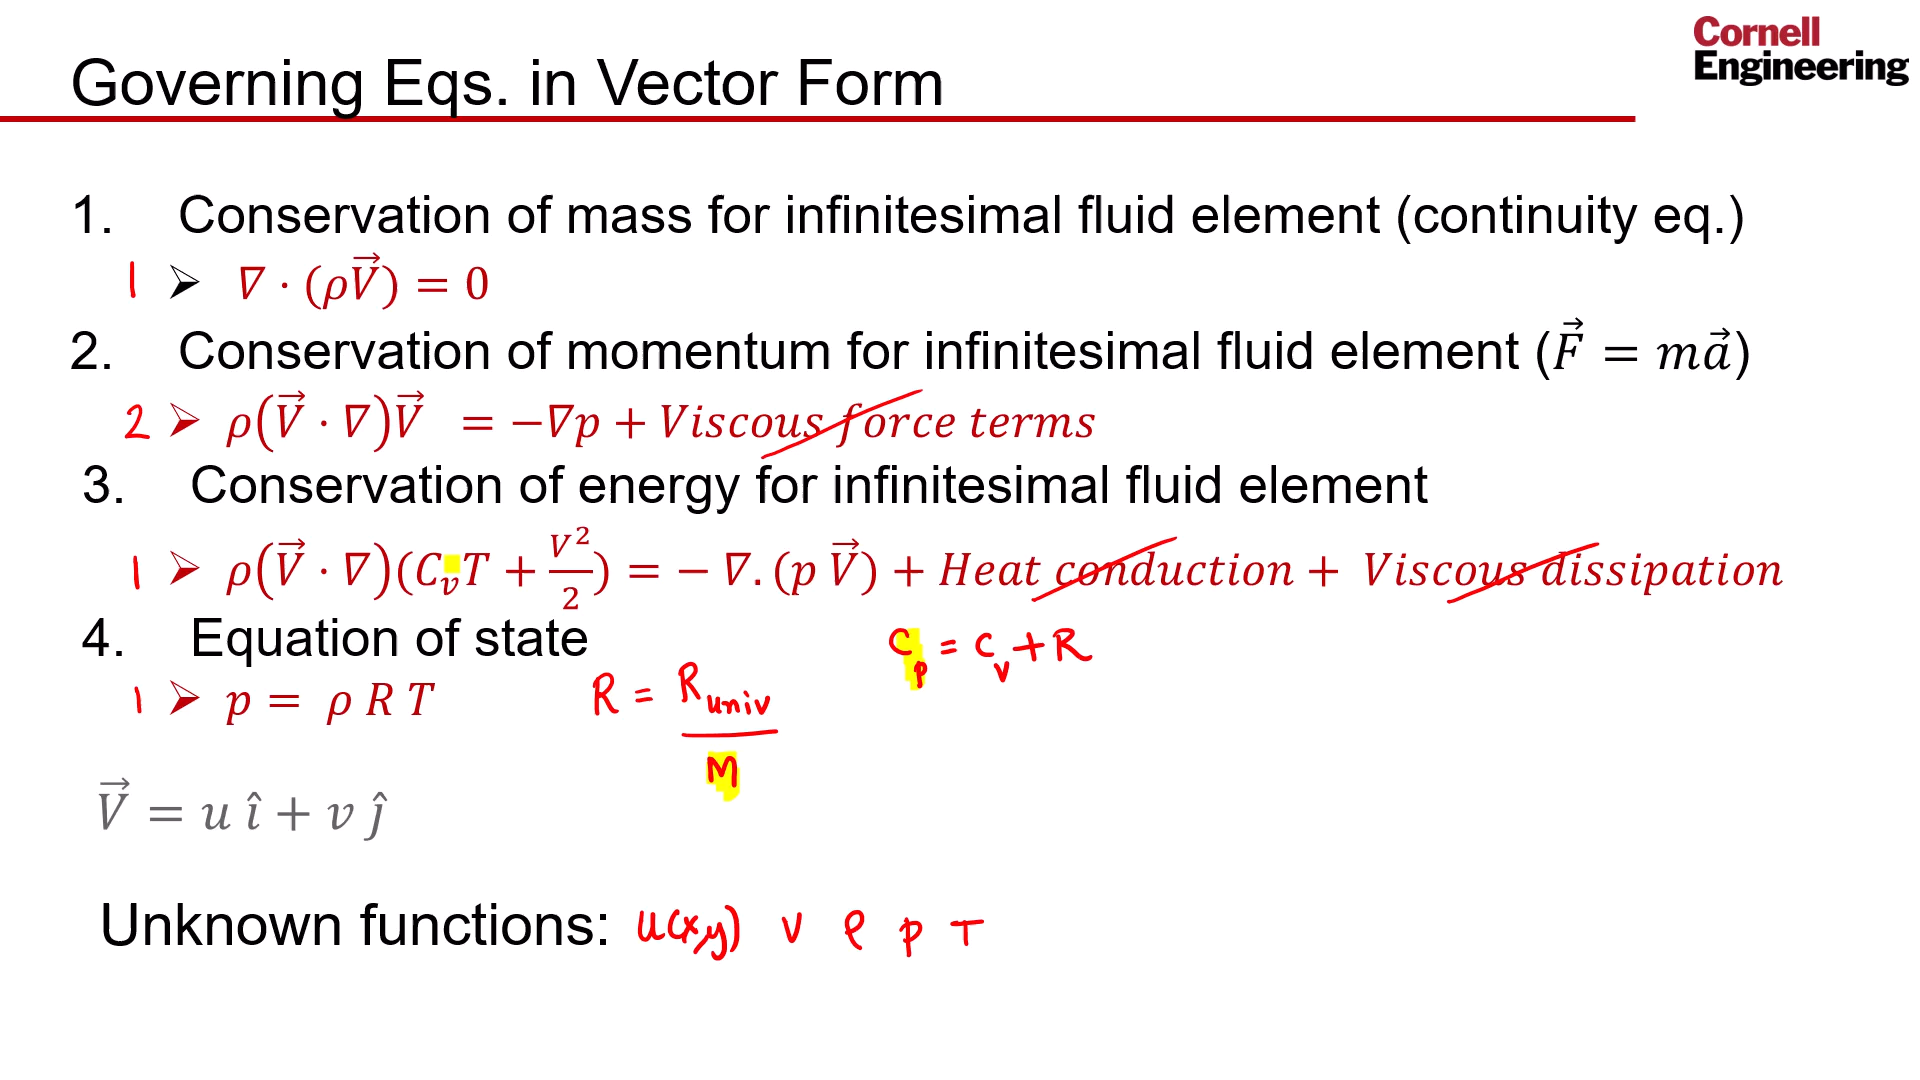 Governing Eqs. in Vector Form
Cornell
Engineering
1. Conservation of mass for infinitesimal fluid element (continuity eq.)
1 ➢ ∇ · (ρV⃗) = 0
2. Conservation of momentum for infinitesimal fluid element (F⃗ = ma⃗)
2 ➢ ρ(V⃗ · ∇)V⃗ = −∇p + Viscous force terms
3. Conservation of energy for infinitesimal fluid element
1 ➢ ρ(V⃗ · ∇)(C_v T + V²/2) = − ∇. (p V⃗) + Heat conduction + Viscous dissipation
4. Equation of state
C_p = C_v + R
1 ➢ p = ρ R T
R = R_univ / M
V⃗ = u î + v ĵ
Unknown functions: u(x,y) v ρ p T